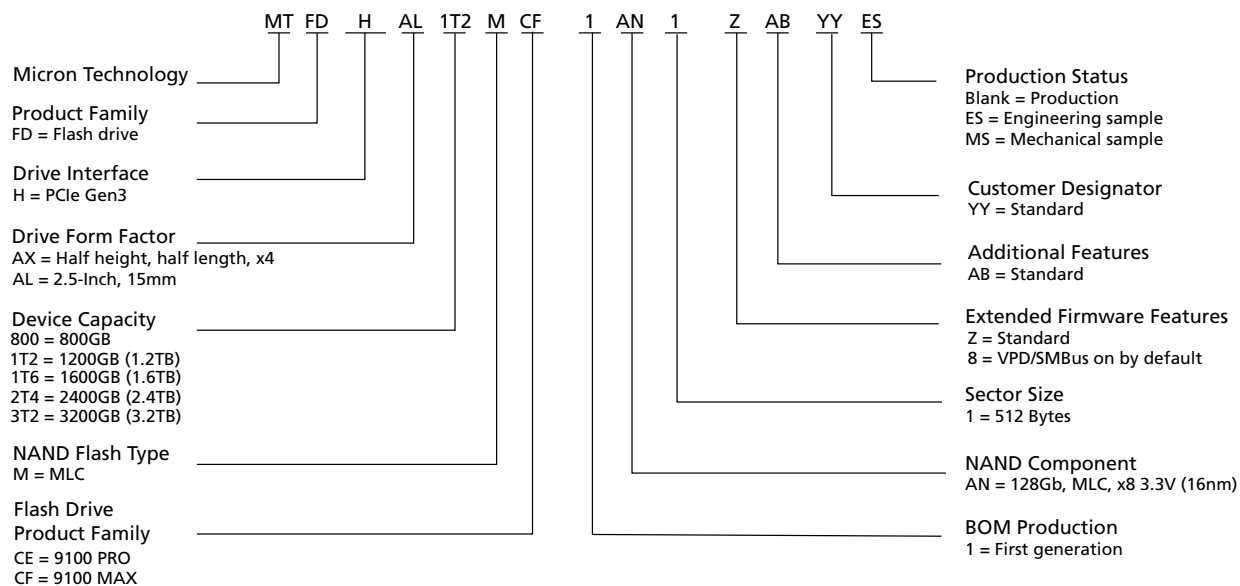 MT FD H AL 1T2 M CF 1 AN 1 Z AB YY ES
Micron Technology
Product Family
FD = Flash drive
Drive Interface
H = PCIe Gen3
Drive Form Factor
AX = Half height, half length, x4
AL = 2.5-Inch, 15mm
Device Capacity
800 = 800GB
1T2 = 1200GB (1.2TB)
1T6 = 1600GB (1.6TB)
2T4 = 2400GB (2.4TB)
3T2 = 3200GB (3.2TB)
NAND Flash Type
M = MLC
Flash Drive
Product Family
CE = 9100 PRO
CF = 9100 MAX
Production Status
Blank = Production
ES = Engineering sample
MS = Mechanical sample
Customer Designator
YY = Standard
Additional Features
AB = Standard
Extended Firmware Features
Z = Standard
8 = VPD/SMBus on by default
Sector Size
1 = 512 Bytes
NAND Component
AN = 128Gb, MLC, x8 3.3V (16nm)
BOM Production
1 = First generation